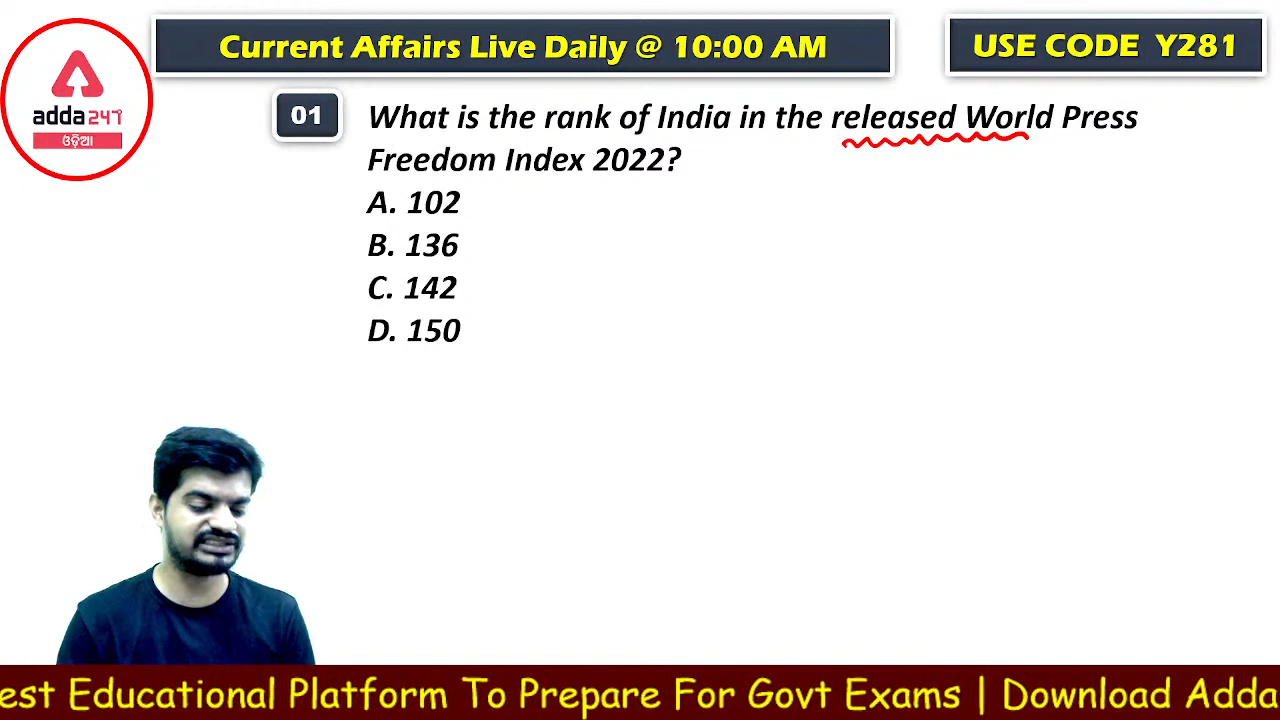 Current Affairs Live Daily @ 10:00 AM
USE CODE Y281
adda247
ଓଡ଼ିଆ
01
What is the rank of India in the released World Press
Freedom Index 2022?
A. 102
B. 136
C. 142
D. 150
est Educational Platform To Prepare For Govt Exams | Download Adda